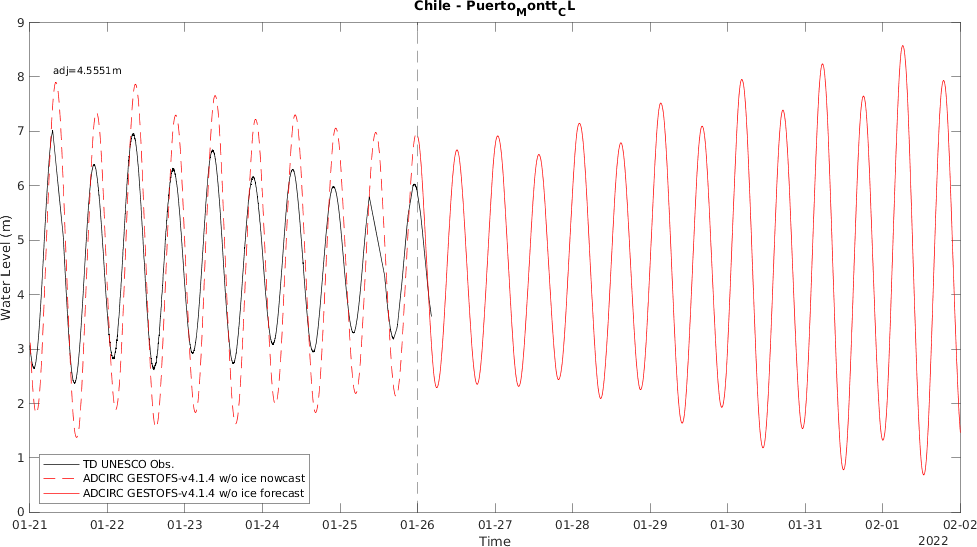 Chile - PuertoMonttCL
9
8
7
6
5
4
3
2
1
0
Water Level (m)
adj=4.5551m
TD UNESCO Obs.
ADCIRC GESTOFS-v4.1.4 w/o ice nowcast
ADCIRC GESTOFS-v4.1.4 w/o ice forecast
01-21 01-22 01-23 01-24 01-25 01-26 01-27 01-28 01-29 01-30 01-31 02-01 02-02
Time
2022